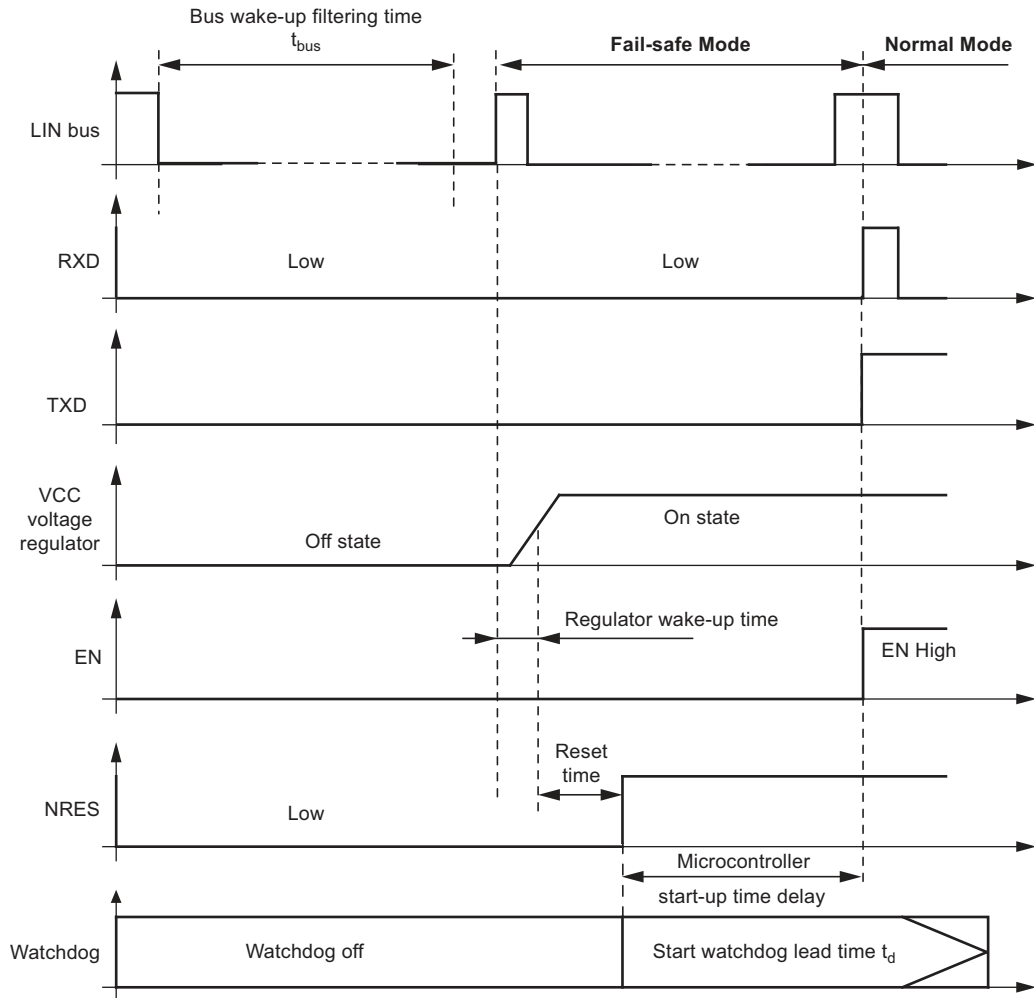 Bus wake-up filtering time
tbus
Fail-safe Mode
Normal Mode
LIN bus
RXD
Low
Low
TXD
VCC
voltage
regulator
Off state
On state
Regulator wake-up time
EN
EN High
Reset
time
NRES
Low
Microcontroller
start-up time delay
Watchdog
Watchdog off
Start watchdog lead time td